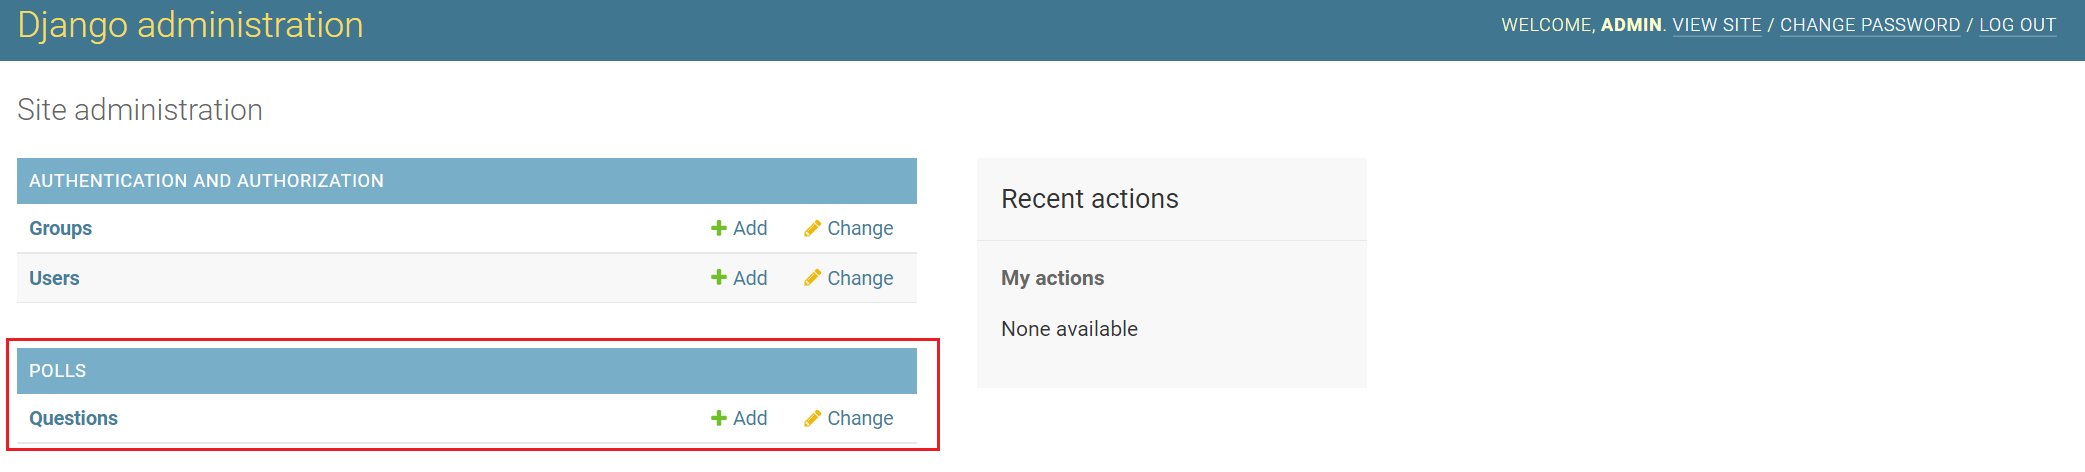 Django administration
WELCOME, ADMIN. VIEW SITE / CHANGE PASSWORD / LOG OUT
Site administration
AUTHENTICATION AND AUTHORIZATION
Groups Add Change
Users Add Change
POLLS
Questions Add Change
Recent actions
My actions
None available